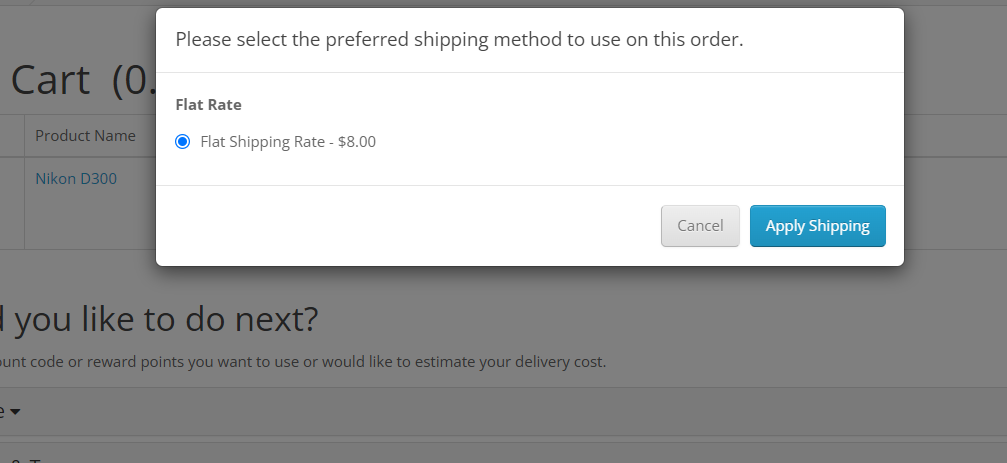 Please select the preferred shipping method to use on this order.
Cart (0.
Flat Rate
Product Name
Flat Shipping Rate - $8.00
Nikon D300
Cancel
Apply Shipping
you like to do next?
unt code or reward points you want to use or would like to estimate your delivery cost.
e